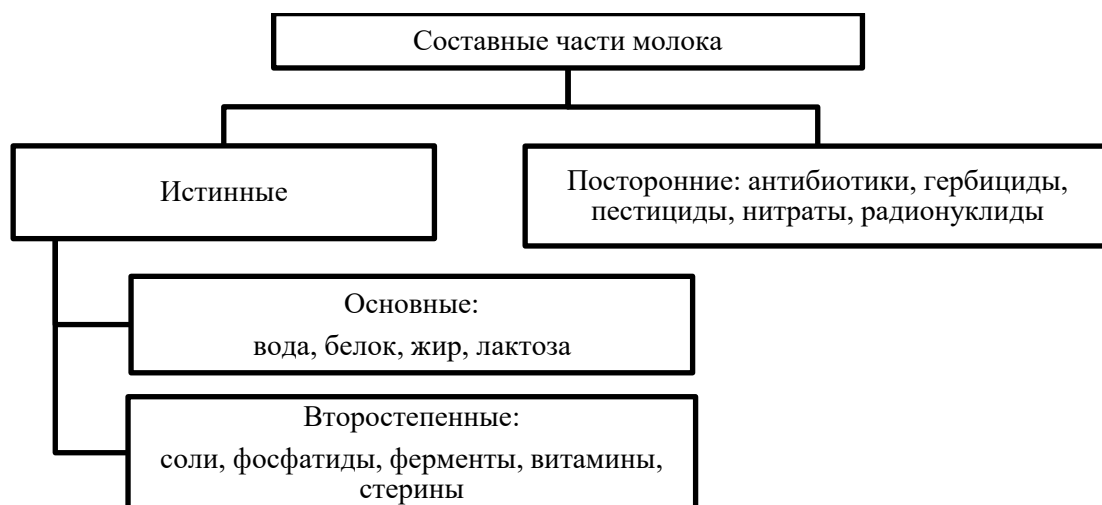 Составные части молока
Истинные
Посторонние: антибиотики, гербициды,
пестициды, нитраты, радионуклиды
Основные:
вода, белок, жир, лактоза
Второстепенные:
соли, фосфатиды, ферменты, витамины,
стерины